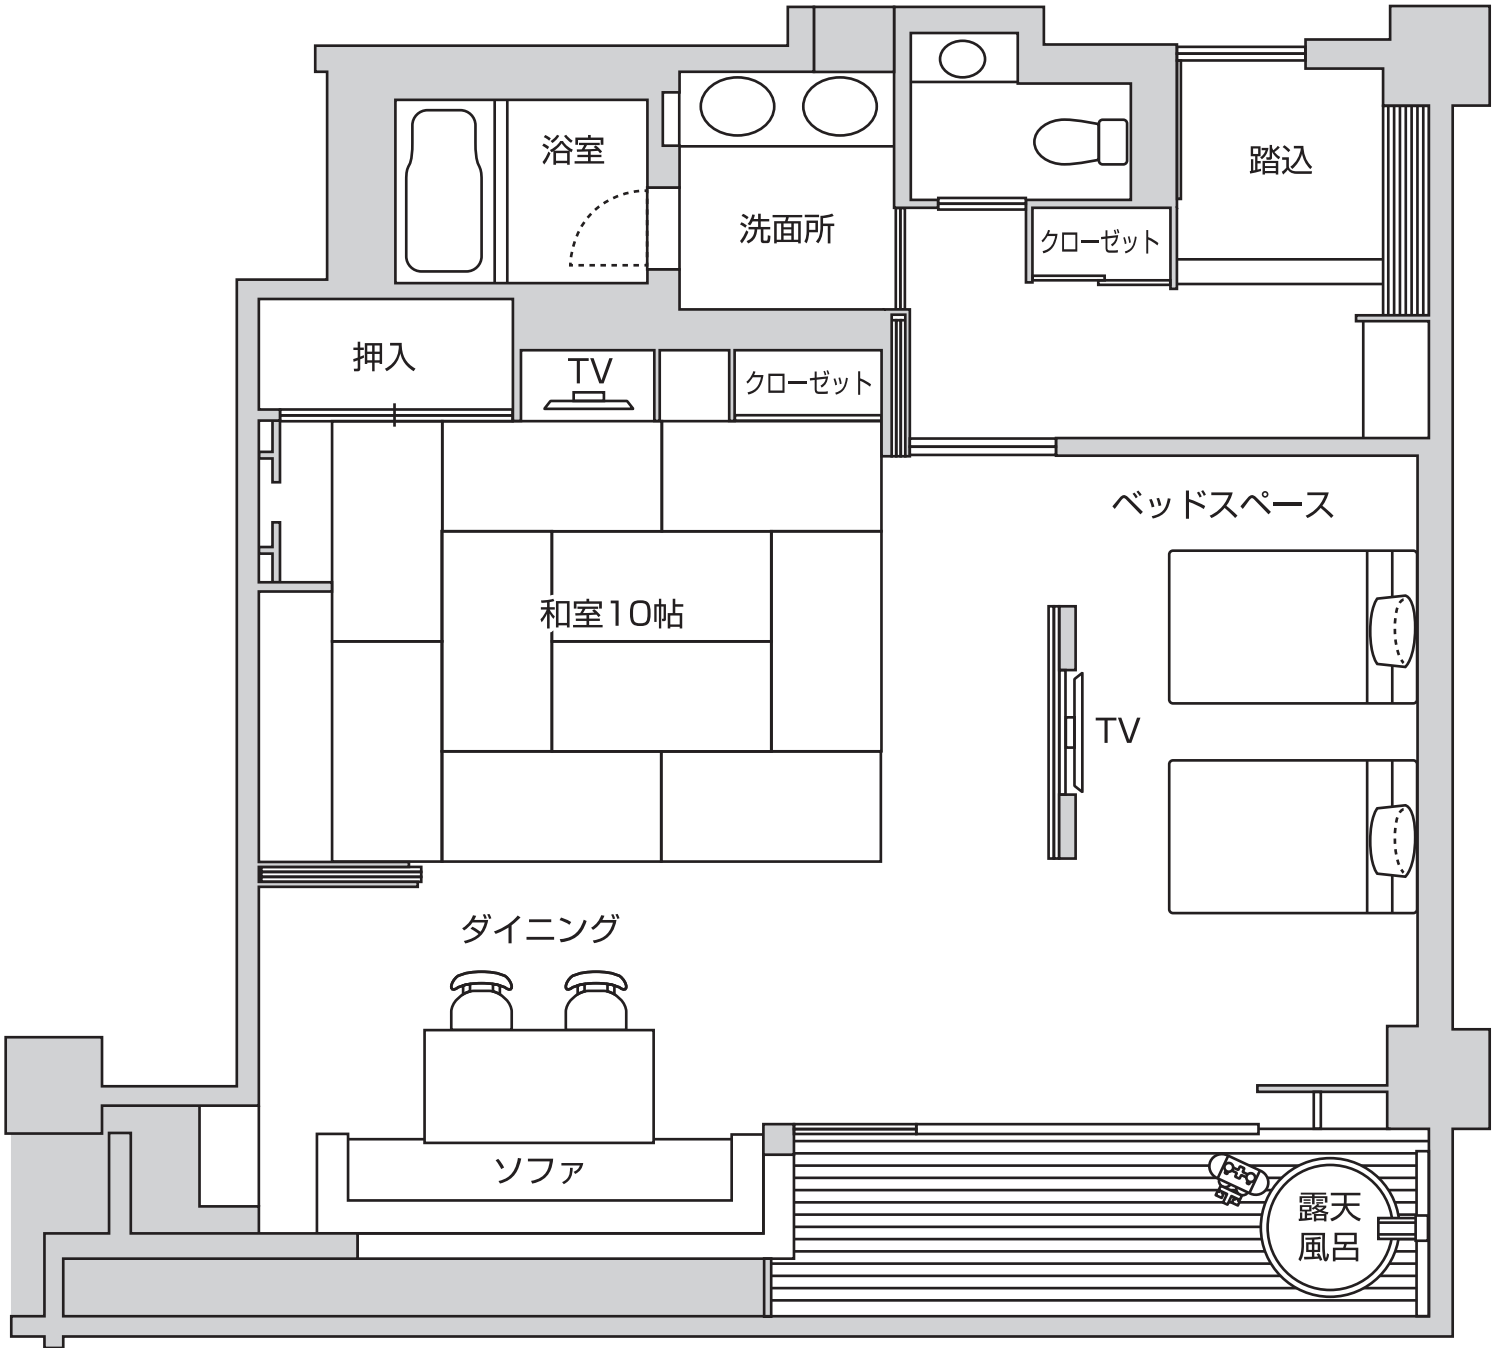 浴室
洗面所
踏込
クローゼット
押入
TV
クローゼット
ベッドスペース
和室10帖
TV
ダイニング
ソファ
露天
風呂